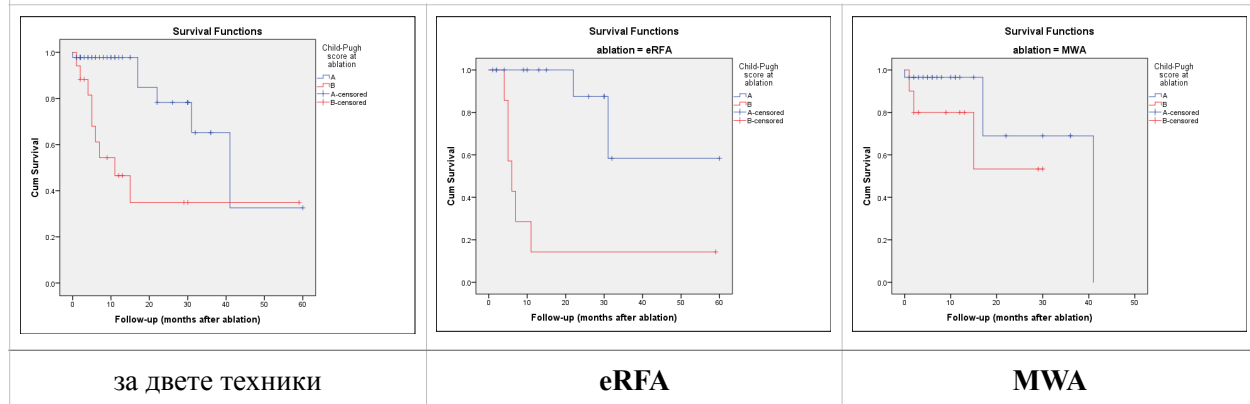 Survival Functions
Child-Pugh
score at
ablation
A
B
A-censored
B-censored
Cum Survival
1.0
0.8
0.6
0.4
0.2
0.0
0
10
20
30
40
50
60
Follow-up (months after ablation)
Survival Functions
ablation = eRFA
Child-Pugh
score at
ablation
A
B
A-censored
B-censored
Cum Survival
1.0
0.8
0.6
0.4
0.2
0.0
0
10
20
30
40
50
60
Follow-up (months after ablation)
Survival Functions
ablation = MWA
Child-Pugh
score at
ablation
A
B
A-censored
B-censored
Cum Survival
1.0
0.8
0.6
0.4
0.2
0.0
0
10
20
30
40
50
Follow-up (months after ablation)
за двете техники
eRFA
MWA